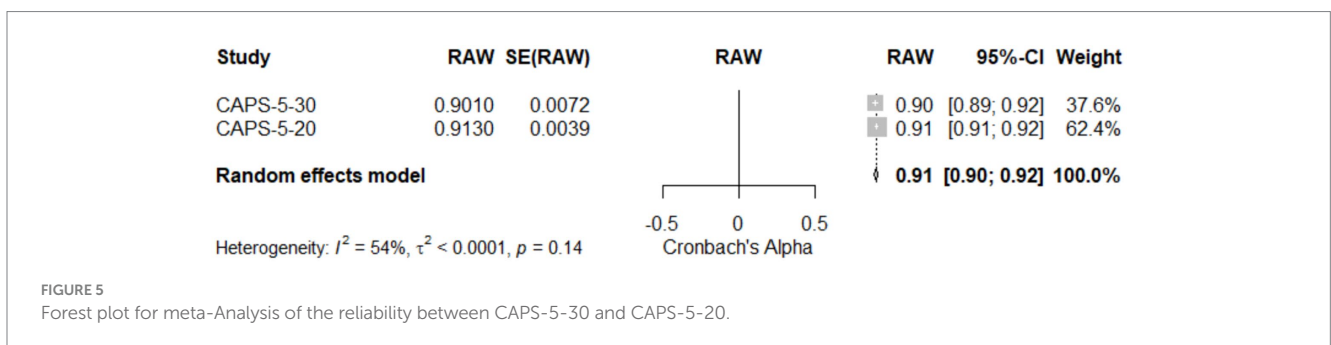 Study RAW SE(RAW) RAW RAW 95%-CI Weight
CAPS-5-30 0.9010 0.0072 0.90 [0.89; 0.92] 37.6%
CAPS-5-20 0.9130 0.0039 0.91 [0.91; 0.92] 62.4%
Random effects model 0.91 [0.90; 0.92] 100.0%
-0.5 0 0.5
Heterogeneity: I² = 54%, τ² < 0.0001, p = 0.14 Cronbach's Alpha
FIGURE 5
Forest plot for meta-Analysis of the reliability between CAPS-5-30 and CAPS-5-20.